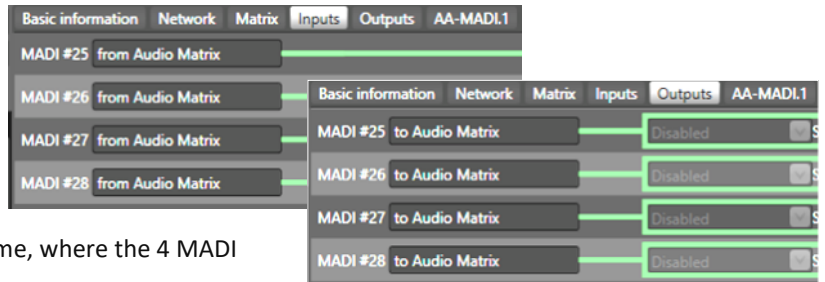 Basic information Network Matrix Inputs Outputs AA-MADI.1
MADI #25 from Audio Matrix
MADI #26 from Audio Matrix
MADI #27 from Audio Matrix
MADI #28 from Audio Matrix
Basic information Network Matrix Inputs Outputs AA-MADI.1
MADI #25 to Audio Matrix Disabled S
MADI #26 to Audio Matrix Disabled S
MADI #27 to Audio Matrix Disabled S
MADI #28 to Audio Matrix Disabled S
me, where the 4 MADI